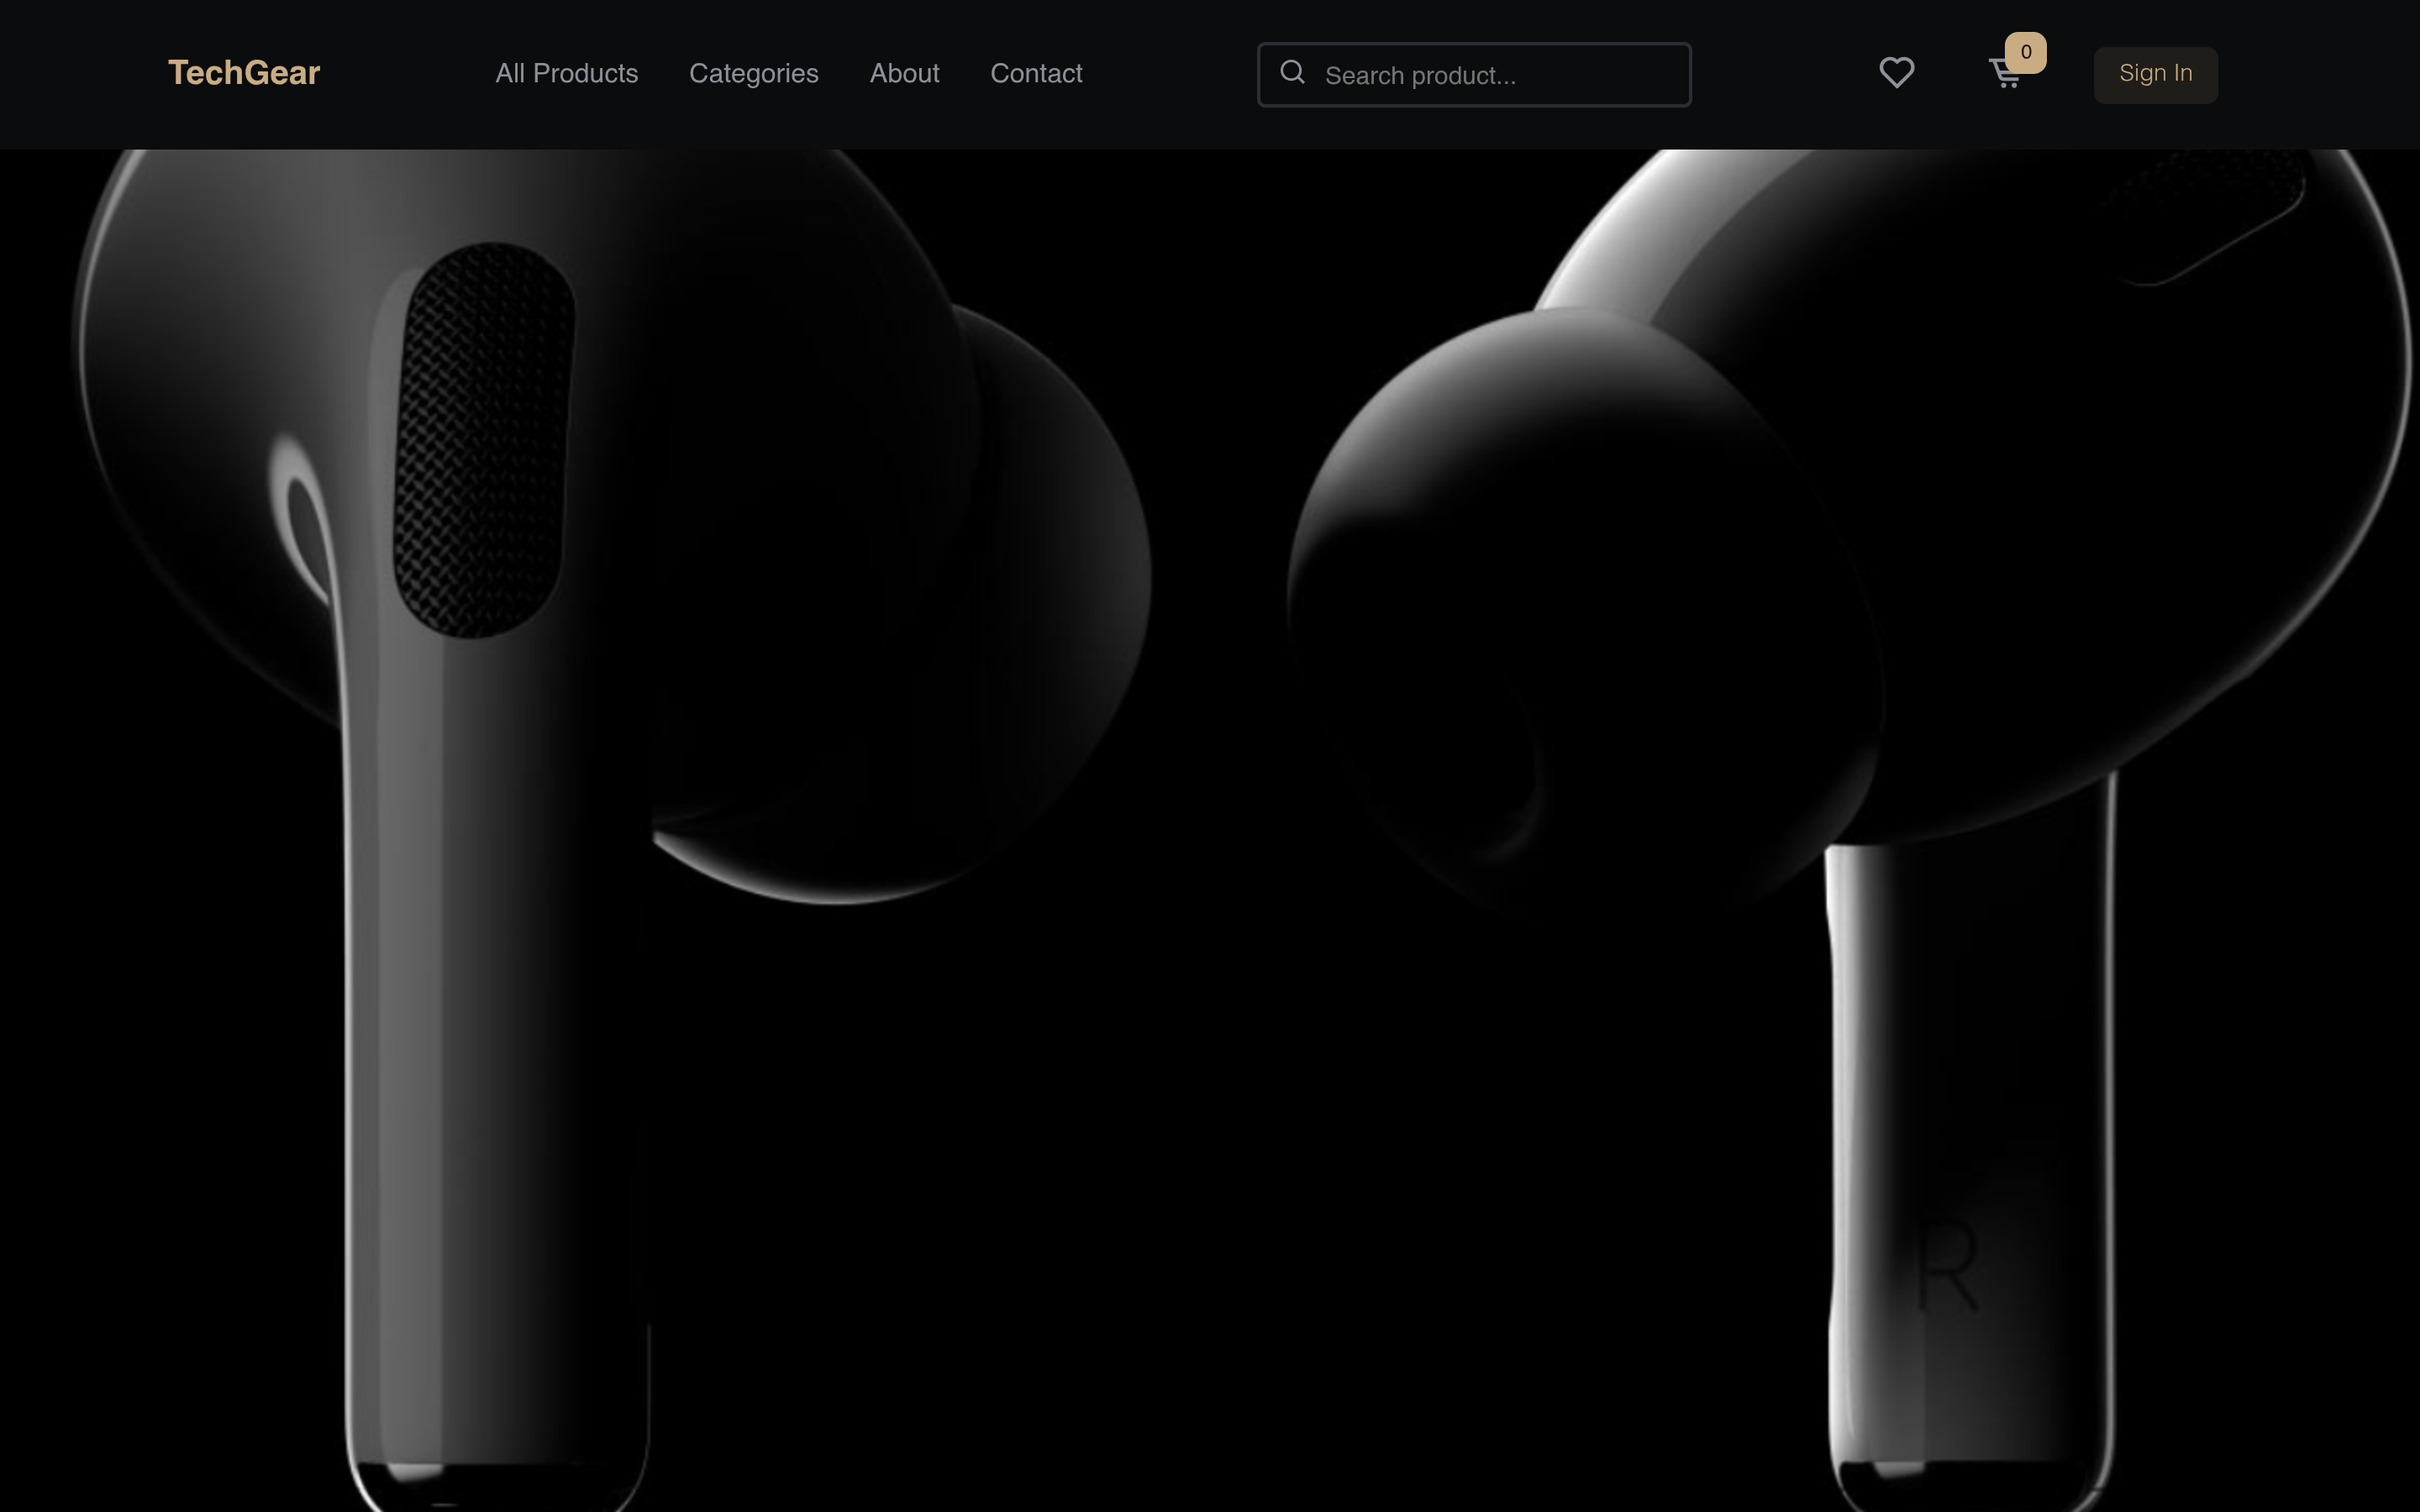 TechGear
All Products
Categories
About
Contact
Search product...
0
Sign In
R